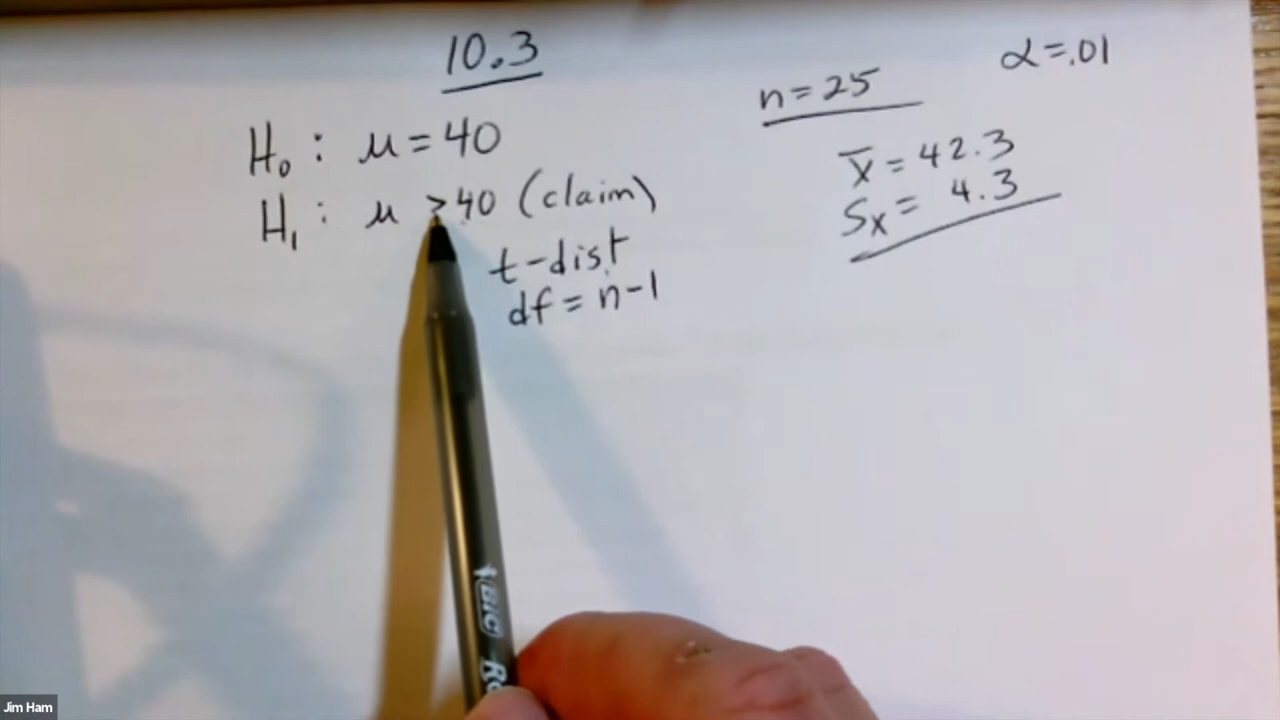 10.3
α=.01
n=25
H₀: μ=40
x̄=42.3
H₁: μ >40 (claim)
Sx= 4.3
t-dist
df=n-1
BIC
Jim Ham